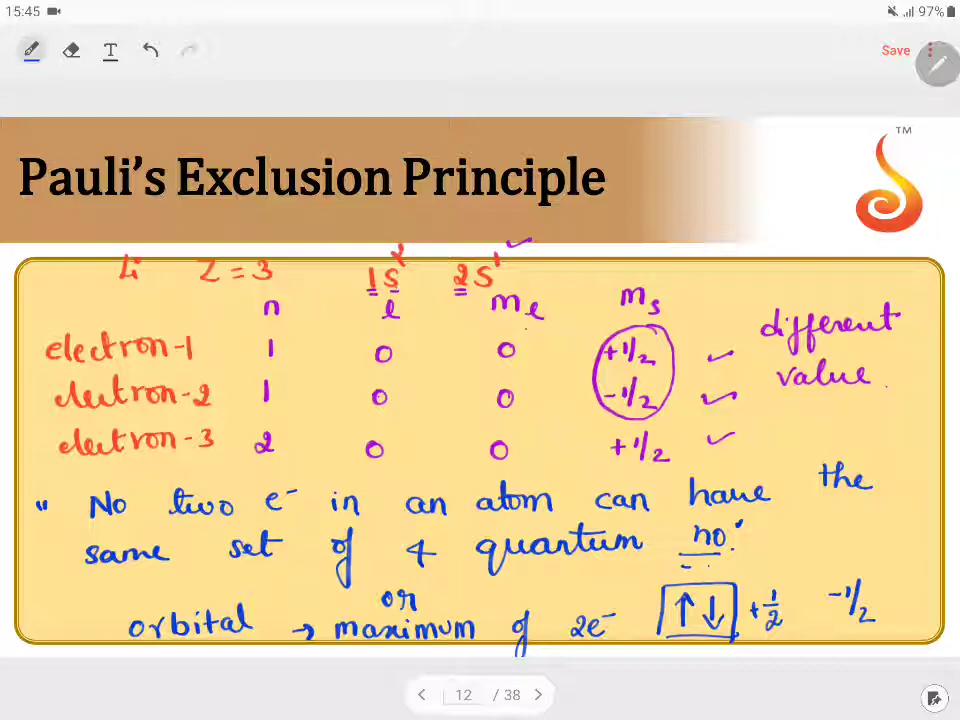 15:45 97%
T Save
TM
Pauli's Exclusion Principle
Li Z = 3 1s² 2s¹
n l mₗ mₛ
electron-1 1 0 0 +1/2 different
electron-2 1 0 0 -1/2 value
electron-3 2 0 0 +1/2
" No two e⁻ in an atom can have the
same set of 4 quantum no."
or
orbital → maximum of 2e⁻ ↑↓ +1/2 -1/2
12 / 38